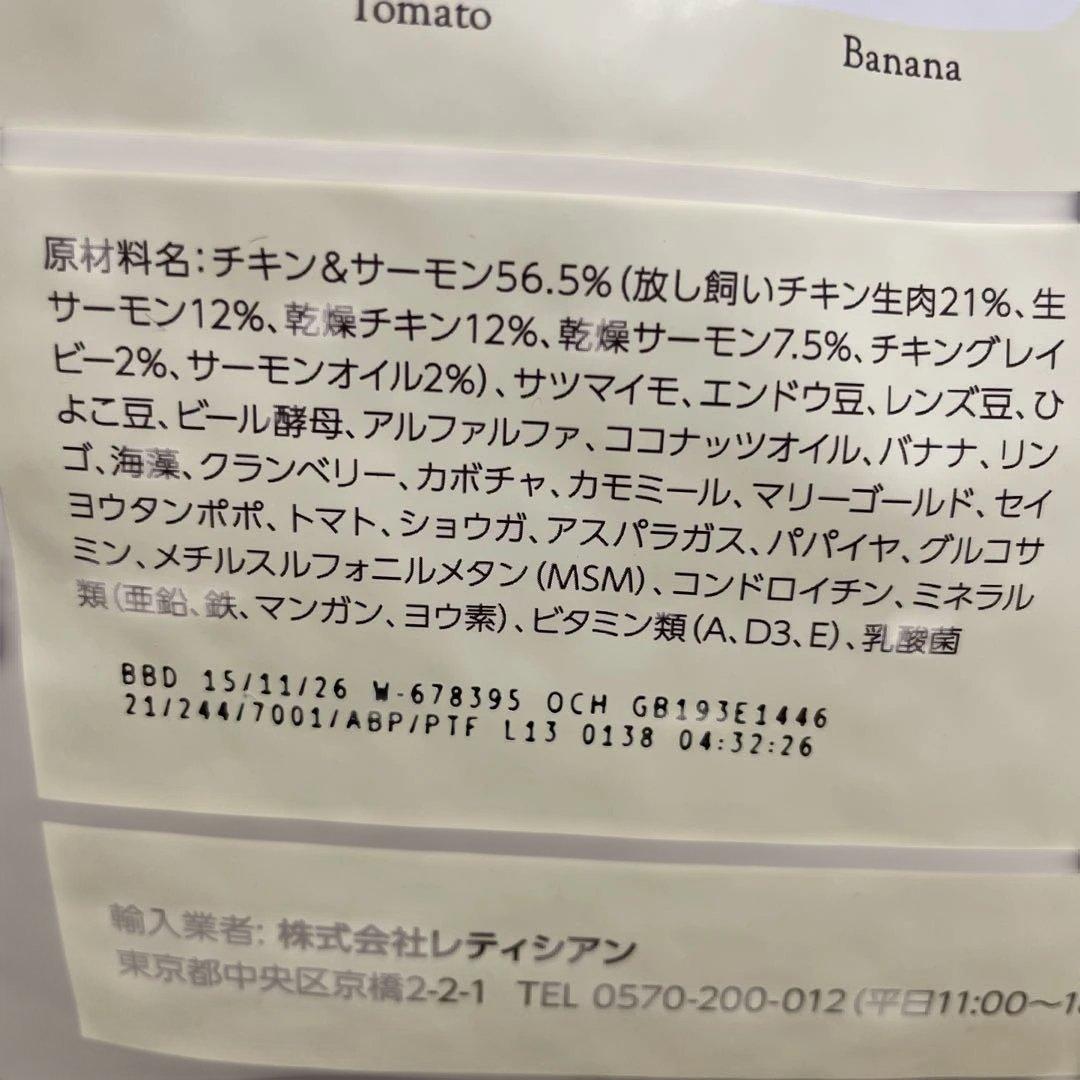 Tomato
Banana
原材料名:チキン&サーモン56.5%(放し飼いチキン生肉21%、生
サーモン12%、乾燥チキン12%、乾燥サーモン7.5%、チキングレイ
ビー2%、サーモンオイル2%)、サツマイモ、エンドウ豆、レンズ豆、ひ
よこ豆、ビール酵母、アルファルファ、ココナッツオイル、バナナ、リン
ゴ、海藻、クランベリー、カボチャ、カモミール、マリーゴールド、セイ
ヨウタンポポ、トマト、ショウガ、アスパラガス、パパイヤ、グルコサ
ミン、メチルスルフォニルメタン(MSM)、コンドロイチン、ミネラル
類(亜鉛、鉄、マンガン、ヨウ素)、ビタミン類(A、D3、E)、乳酸菌
BBD 15/11/26 W-678395 OCH GB193E1446
21/244/7001/ABP/PTF L13 0138 04:32:26
輸入業者: 株式会社レティシアン
東京都中央区京橋2-2-1 TEL 0570-200-012(平日11:00〜